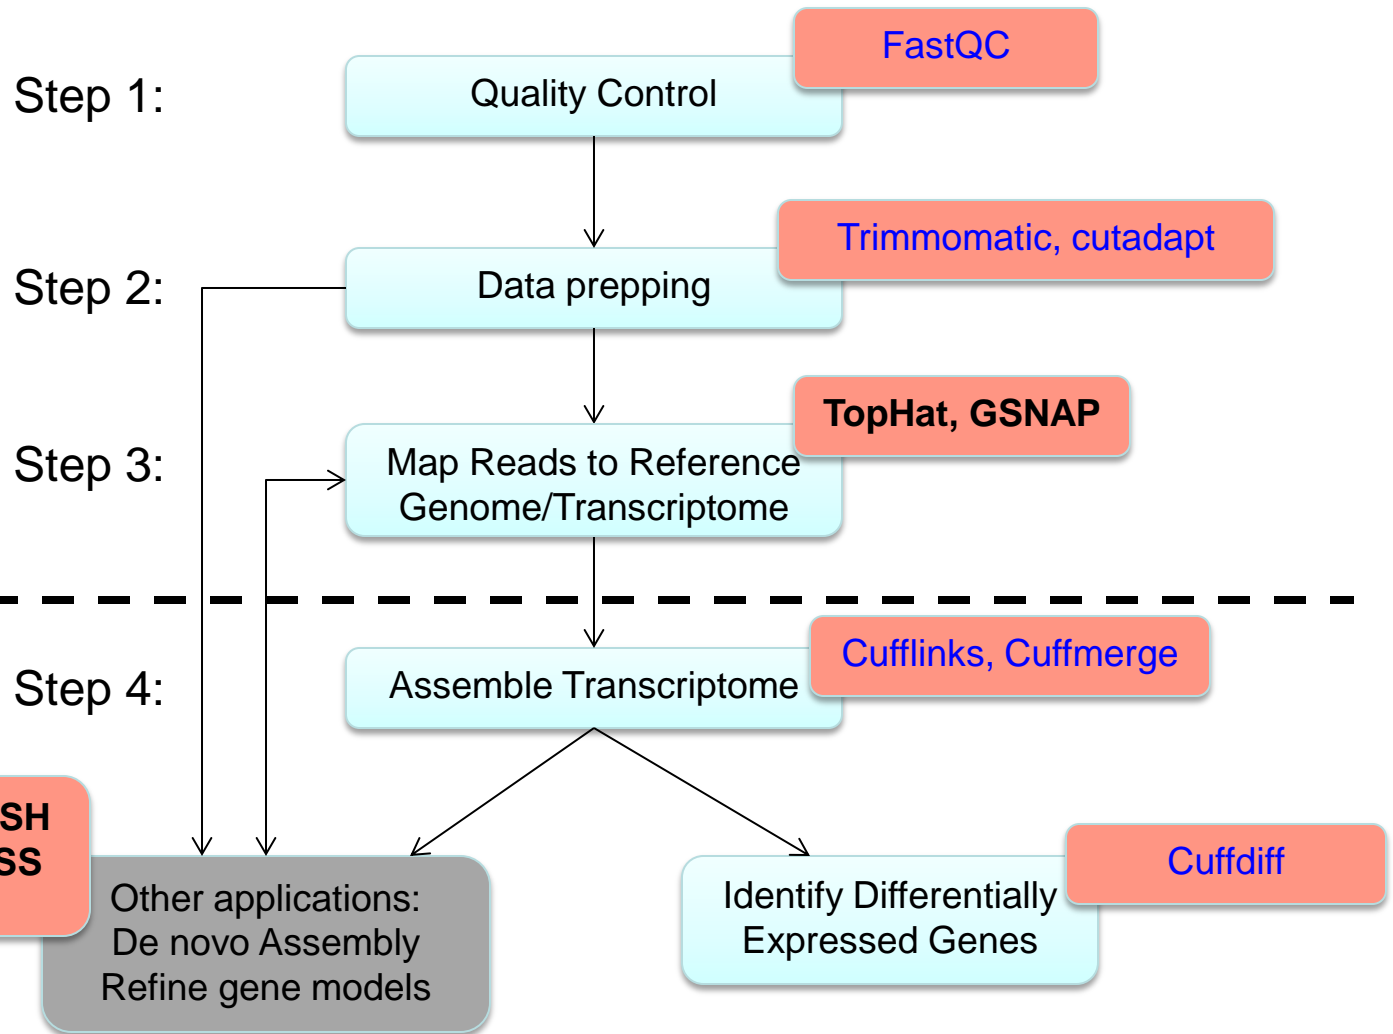 FastQC
Step 1:
Quality Control
Trimmomatic, cutadapt
Step 2:
Data prepping
TopHat, GSNAP
Step 3:
Map Reads to Reference
Genome/Transcriptome
Cufflinks, Cuffmerge
Step 4:
Assemble Transcriptome
SH
SS
Cuffdiff
Other applications:
De novo Assembly
Refine gene models
Identify Differentially
Expressed Genes